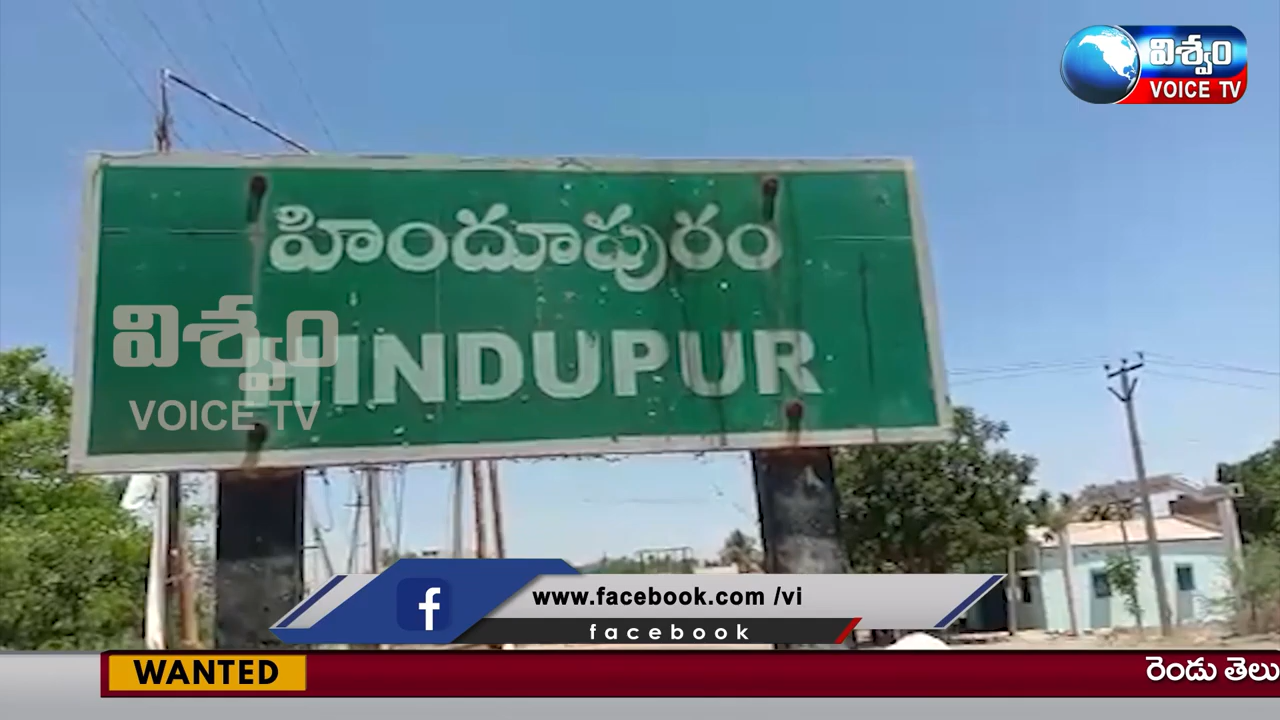 విశ్వం
VOICE TV
హిందూపురం
HINDUPUR
విశ్వం
VOICE TV
www.facebook.com /vi
facebook
WANTED
రెండు తెలు